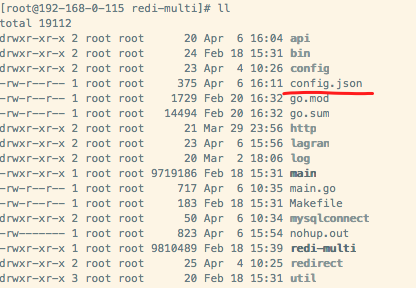 [root@192-168-0-115 redi-multi]# ll
total 19112
drwxr-xr-x 2 root root 20 Apr 6 16:04 api
drwxr-xr-x 2 root root 24 Feb 18 15:31 bin
drwxr-xr-x 2 root root 23 Apr 4 10:26 config
-rw-r--r-- 1 root root 375 Apr 6 16:11 config.json
-rw-r--r-- 1 root root 1729 Feb 20 16:32 go.mod
-rw-r--r-- 1 root root 14494 Feb 20 16:32 go.sum
drwxr-xr-x 2 root root 21 Mar 29 23:56 http
drwxr-xr-x 2 root root 23 Apr 6 15:56 lagran
drwxr-xr-x 2 root root 20 Mar 2 18:06 log
-rwxr-xr-x 1 root root 9719186 Feb 18 15:31 main
-rw-r--r-- 1 root root 717 Apr 6 10:35 main.go
-rw-r--r-- 1 root root 183 Feb 18 15:31 Makefile
drwxr-xr-x 2 root root 50 Apr 6 10:34 mysqlconnect
-rw------- 1 root root 823 Apr 6 15:54 nohup.out
-rwxr-xr-x 1 root root 9810489 Feb 18 15:39 redi-multi
drwxr-xr-x 2 root root 25 Apr 4 10:25 redirect
drwxr-xr-x 3 root root 20 Feb 18 15:31 util